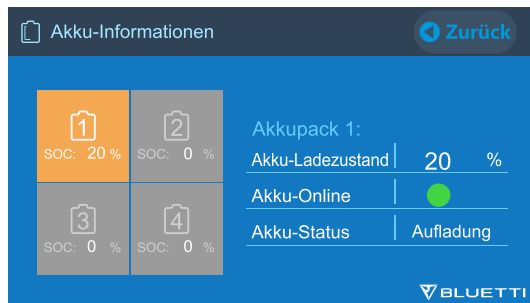 Akku-Informationen
Zurück
1
SOC: 20 %
2
SOC: 0 %
3
SOC: 0 %
4
SOC: 0 %
Akkupack 1:
Akku-Ladezustand 20 %
Akku-Online
Akku-Status Aufladung
BLUETTI